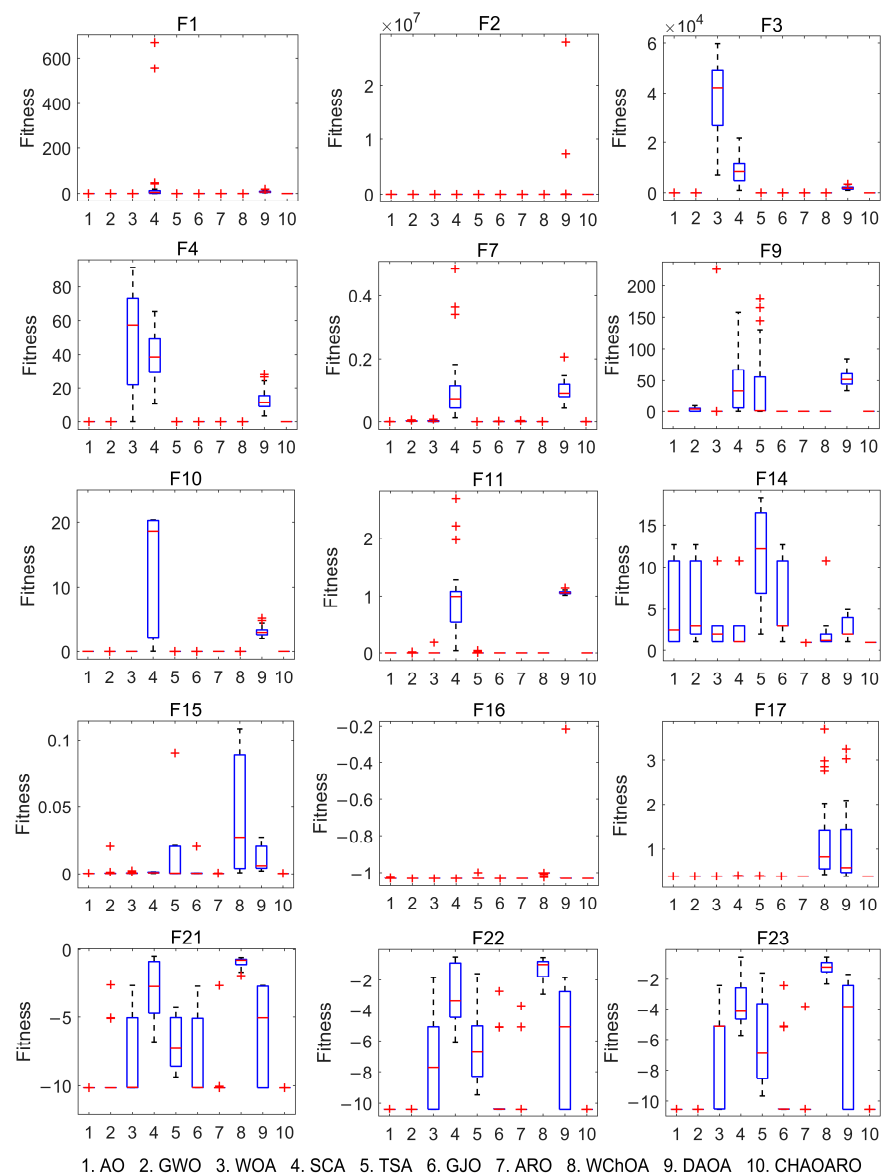 F1 F2 F3
×10⁷ ×10⁴
600
400
200
0
Fitness
1 2 3 4 5 6 7 8 9 10
2
1
0
Fitness
1 2 3 4 5 6 7 8 9 10
6
4
2
0
Fitness
1 2 3 4 5 6 7 8 9 10
F4 F7 F9
80
60
40
20
0
Fitness
1 2 3 4 5 6 7 8 9 10
0.4
0.2
0
Fitness
1 2 3 4 5 6 7 8 9 10
200
150
100
50
0
Fitness
1 2 3 4 5 6 7 8 9 10
F10 F11 F14
20
10
0
Fitness
1 2 3 4 5 6 7 8 9 10
2
1
0
Fitness
1 2 3 4 5 6 7 8 9 10
15
10
5
0
Fitness
1 2 3 4 5 6 7 8 9 10
F15 F16 F17
0.1
0.05
0
Fitness
1 2 3 4 5 6 7 8 9 10
−0.2
−0.4
−0.6
−0.8
−1
Fitness
1 2 3 4 5 6 7 8 9 10
3
2
1
Fitness
1 2 3 4 5 6 7 8 9 10
F21 F22 F23
0
−5
−10
Fitness
1 2 3 4 5 6 7 8 9 10
−2
−4
−6
−8
−10
Fitness
1 2 3 4 5 6 7 8 9 10
−2
−4
−6
−8
−10
Fitness
1 2 3 4 5 6 7 8 9 10
1. AO 2. GWO 3. WOA 4. SCA 5. TSA 6. GJO 7. ARO 8. WChOA 9. DAOA 10. CHAOARO